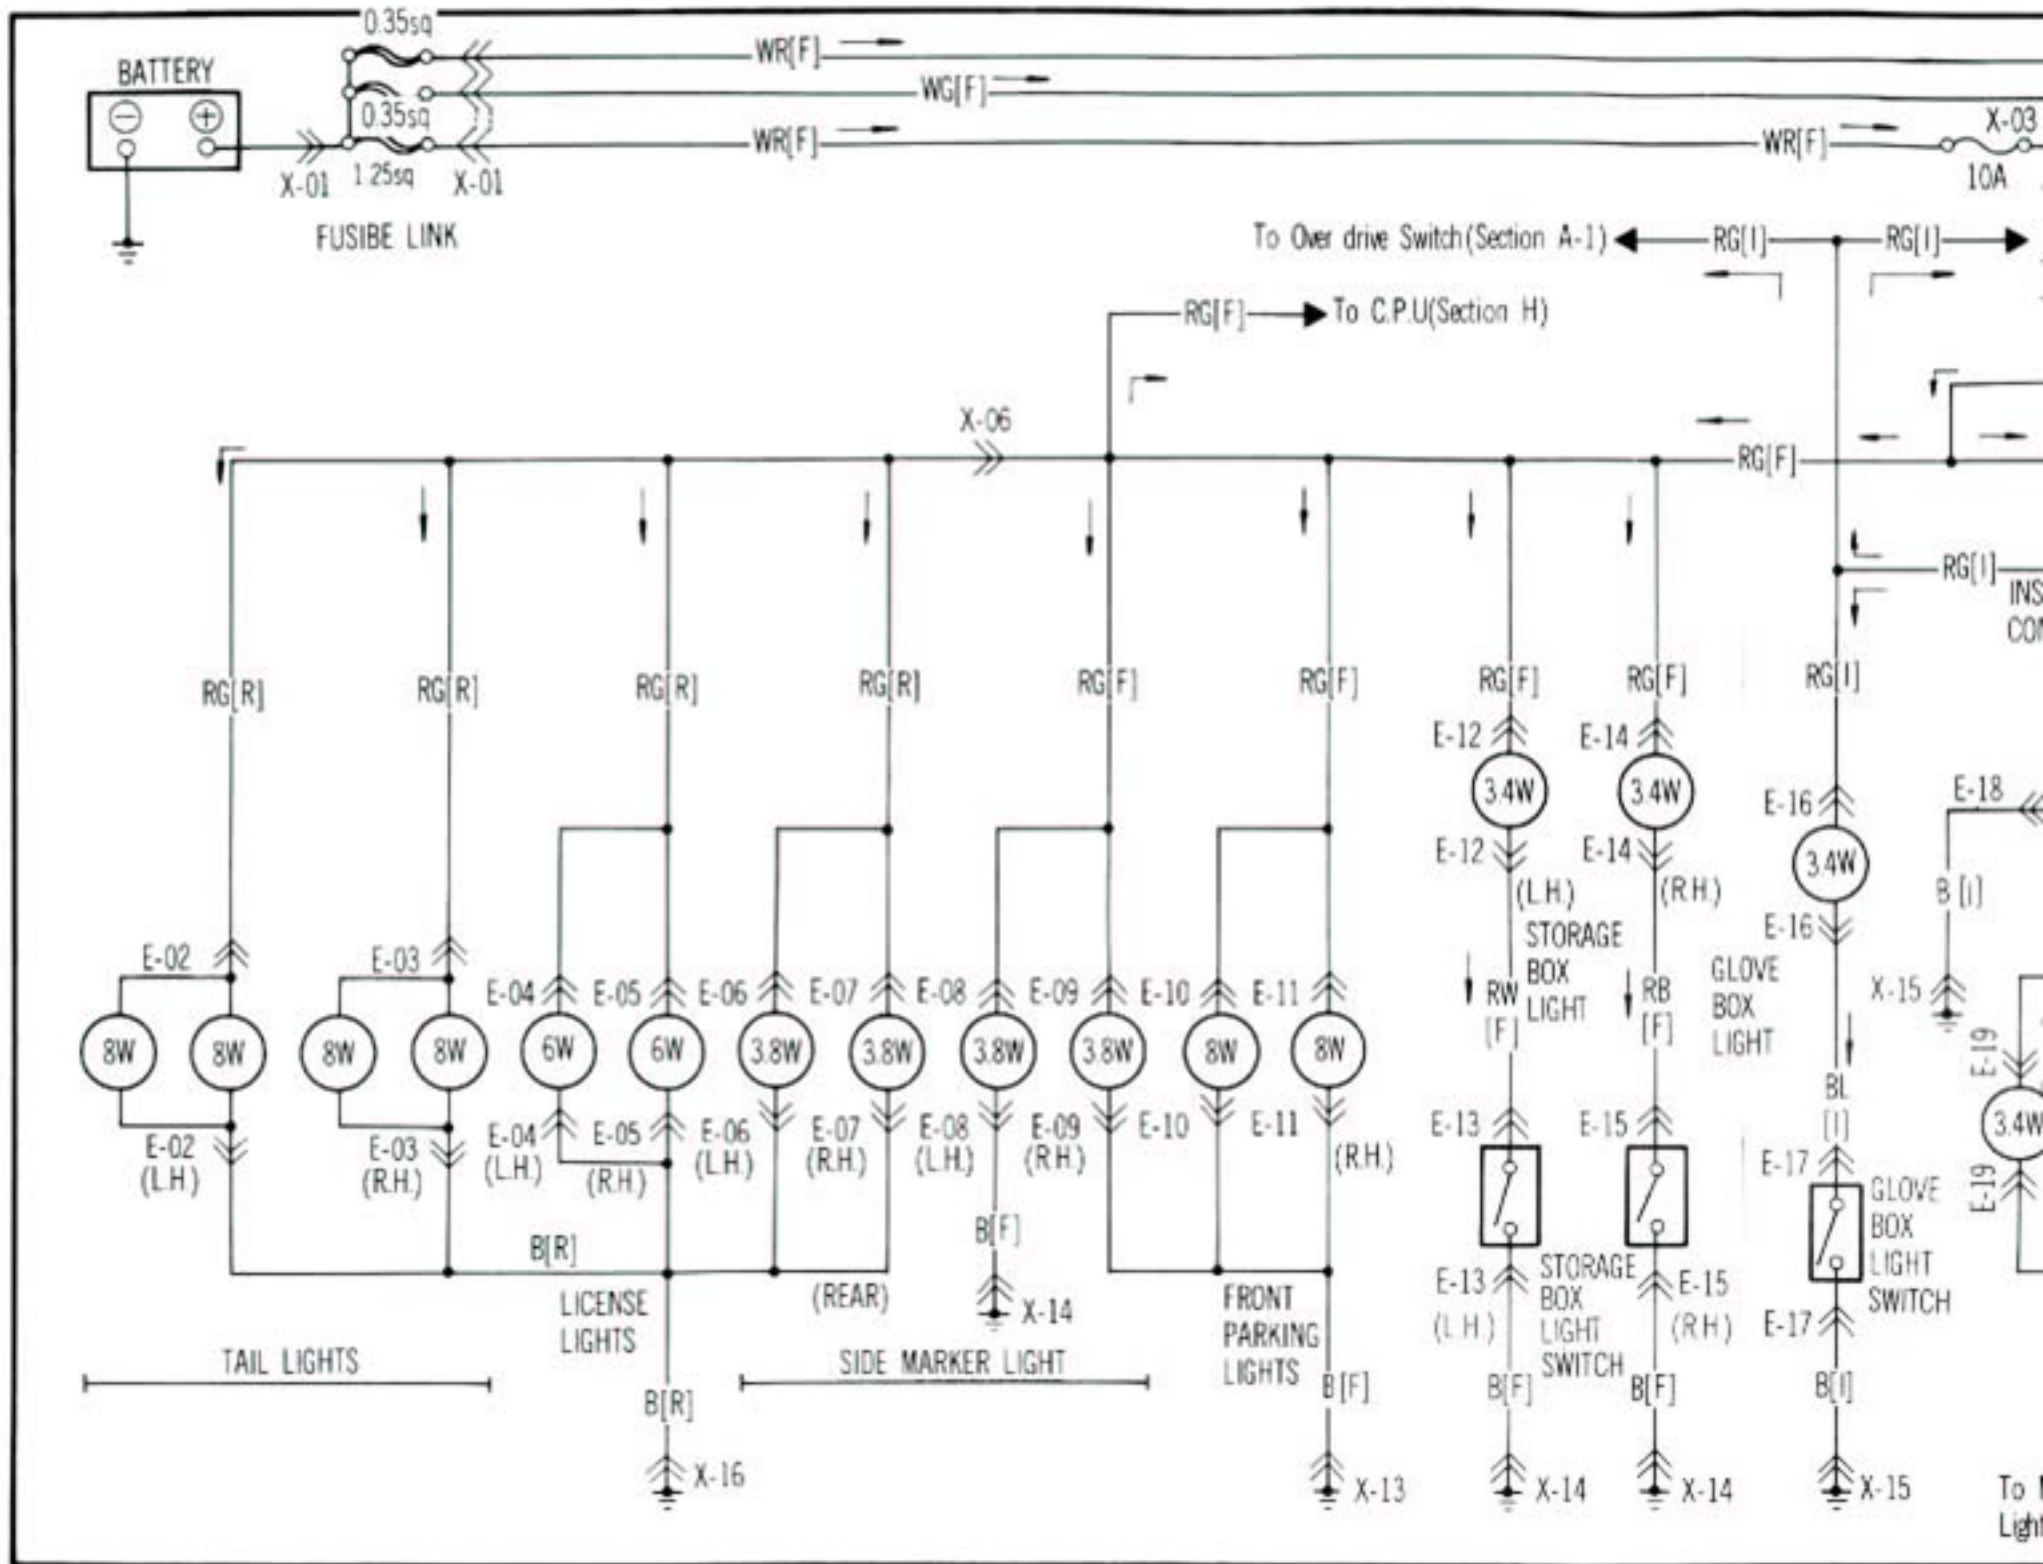 0.35sq
BATTERY
WR[F]
WG[F]
0.35sq
WR[F]
WR[F]
X-03
10A
X-01
1.25sq
X-01
FUSIBE LINK
To Over drive Switch(Section A-1)
RG[I]
RG[I]
RG[F]
To C.P.U(Section H)
X-06
RG[F]
RG[I]
INS
CON
RG[R]
RG[R]
RG[R]
RG[R]
RG[F]
RG[F]
RG[F]
RG[F]
RG[I]
E-12
E-14
3.4W
3.4W
E-16
E-18
E-12
E-14
3.4W
(L.H.)
(R.H.)
B [I]
E-16
STORAGE
BOX
LIGHT
GLOVE
BOX
LIGHT
E-02
E-03
E-04
E-05
E-06
E-07
E-08
E-09
E-10
E-11
RW
[F]
RB
[F]
X-15
8W
8W
8W
8W
6W
6W
3.8W
3.8W
3.8W
3.8W
8W
8W
E-19
BL
[I]
3.4W
E-02
(L.H.)
E-03
(R.H.)
E-04
(L.H.)
E-05
(R.H.)
E-06
(L.H.)
E-07
(R.H.)
E-08
(L.H.)
E-09
(R.H.)
E-10
E-11
(R.H.)
E-13
E-15
E-17
E-19
GLOVE
BOX
LIGHT
SWITCH
B[R]
B[F]
E-13
(L.H.)
STORAGE
BOX
LIGHT
SWITCH
E-15
(R.H.)
E-17
LICENSE
LIGHTS
(REAR)
X-14
FRONT
PARKING
LIGHTS
TAIL LIGHTS
SIDE MARKER LIGHT
B[R]
B[F]
B[F]
B[F]
B[I]
X-16
X-13
X-14
X-14
X-15
To
Light